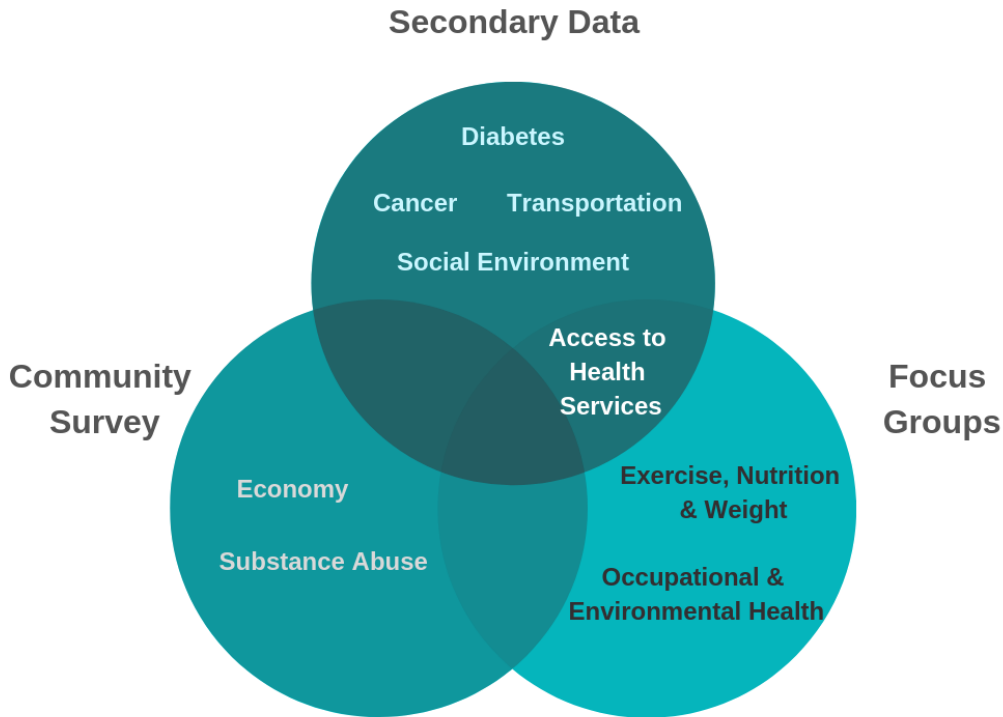 Secondary Data
Diabetes
Cancer
Transportation
Social Environment
Access to
Health
Services
Community
Survey
Focus
Groups
Economy
Substance Abuse
Exercise, Nutrition
& Weight
Occupational &
Environmental Health